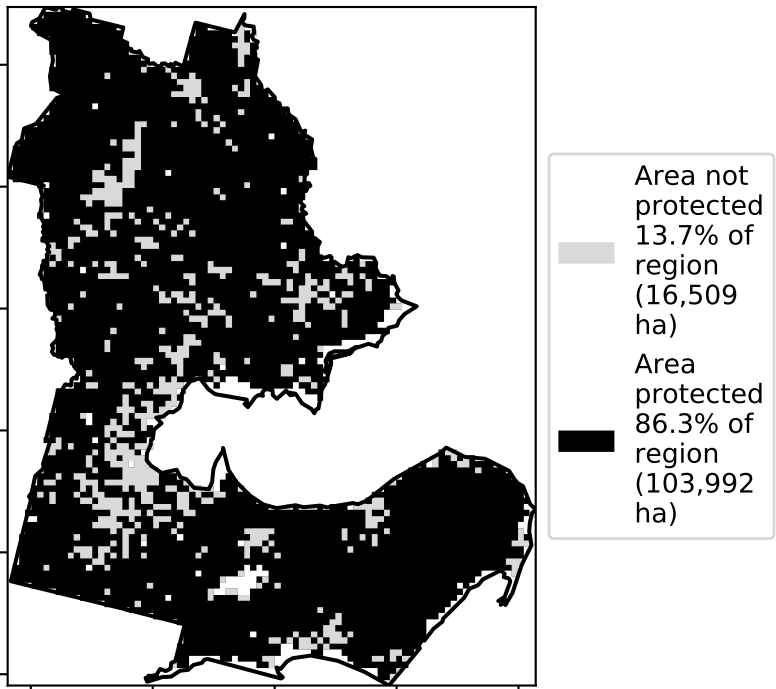 Area not
protected
13.7% of
region
(16,509
ha)
Area
protected
86.3% of
region
(103,992
ha)